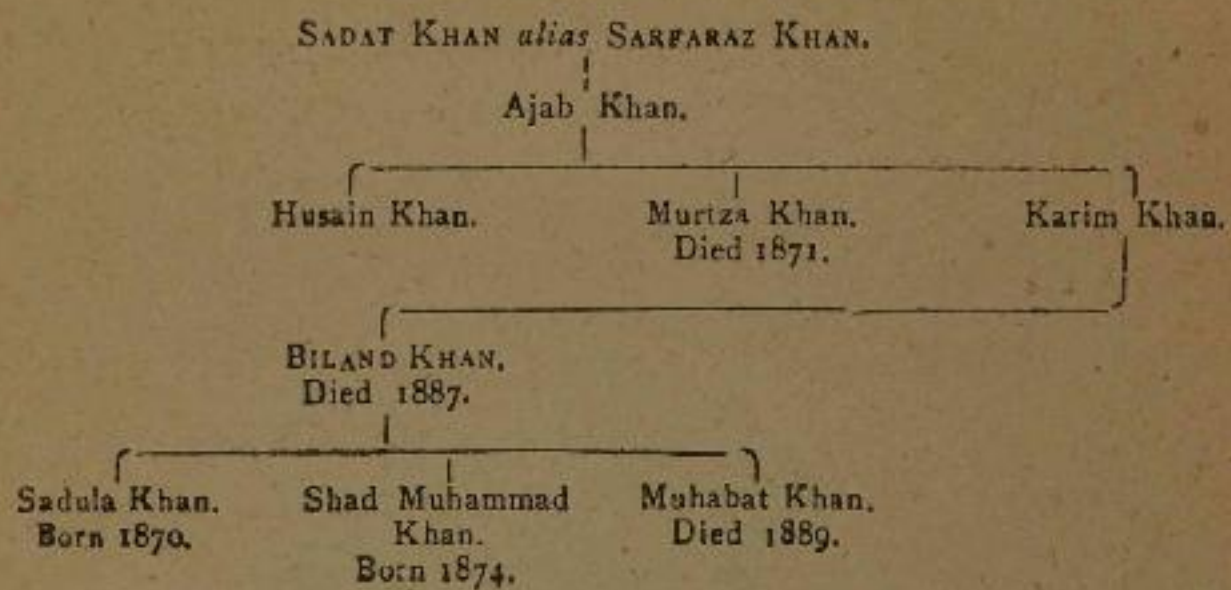 SADAT KHAN alias SARFARAZ KHAN.
Ajab Khan.
Husain Khan. Murtza Khan. Karim Khan.
Died 1871.
BILAND KHAN.
Died 1887.
Sadula Khan. Shad Muhammad Muhabat Khan.
Born 1870. Khan. Died 1889.
Born 1874.